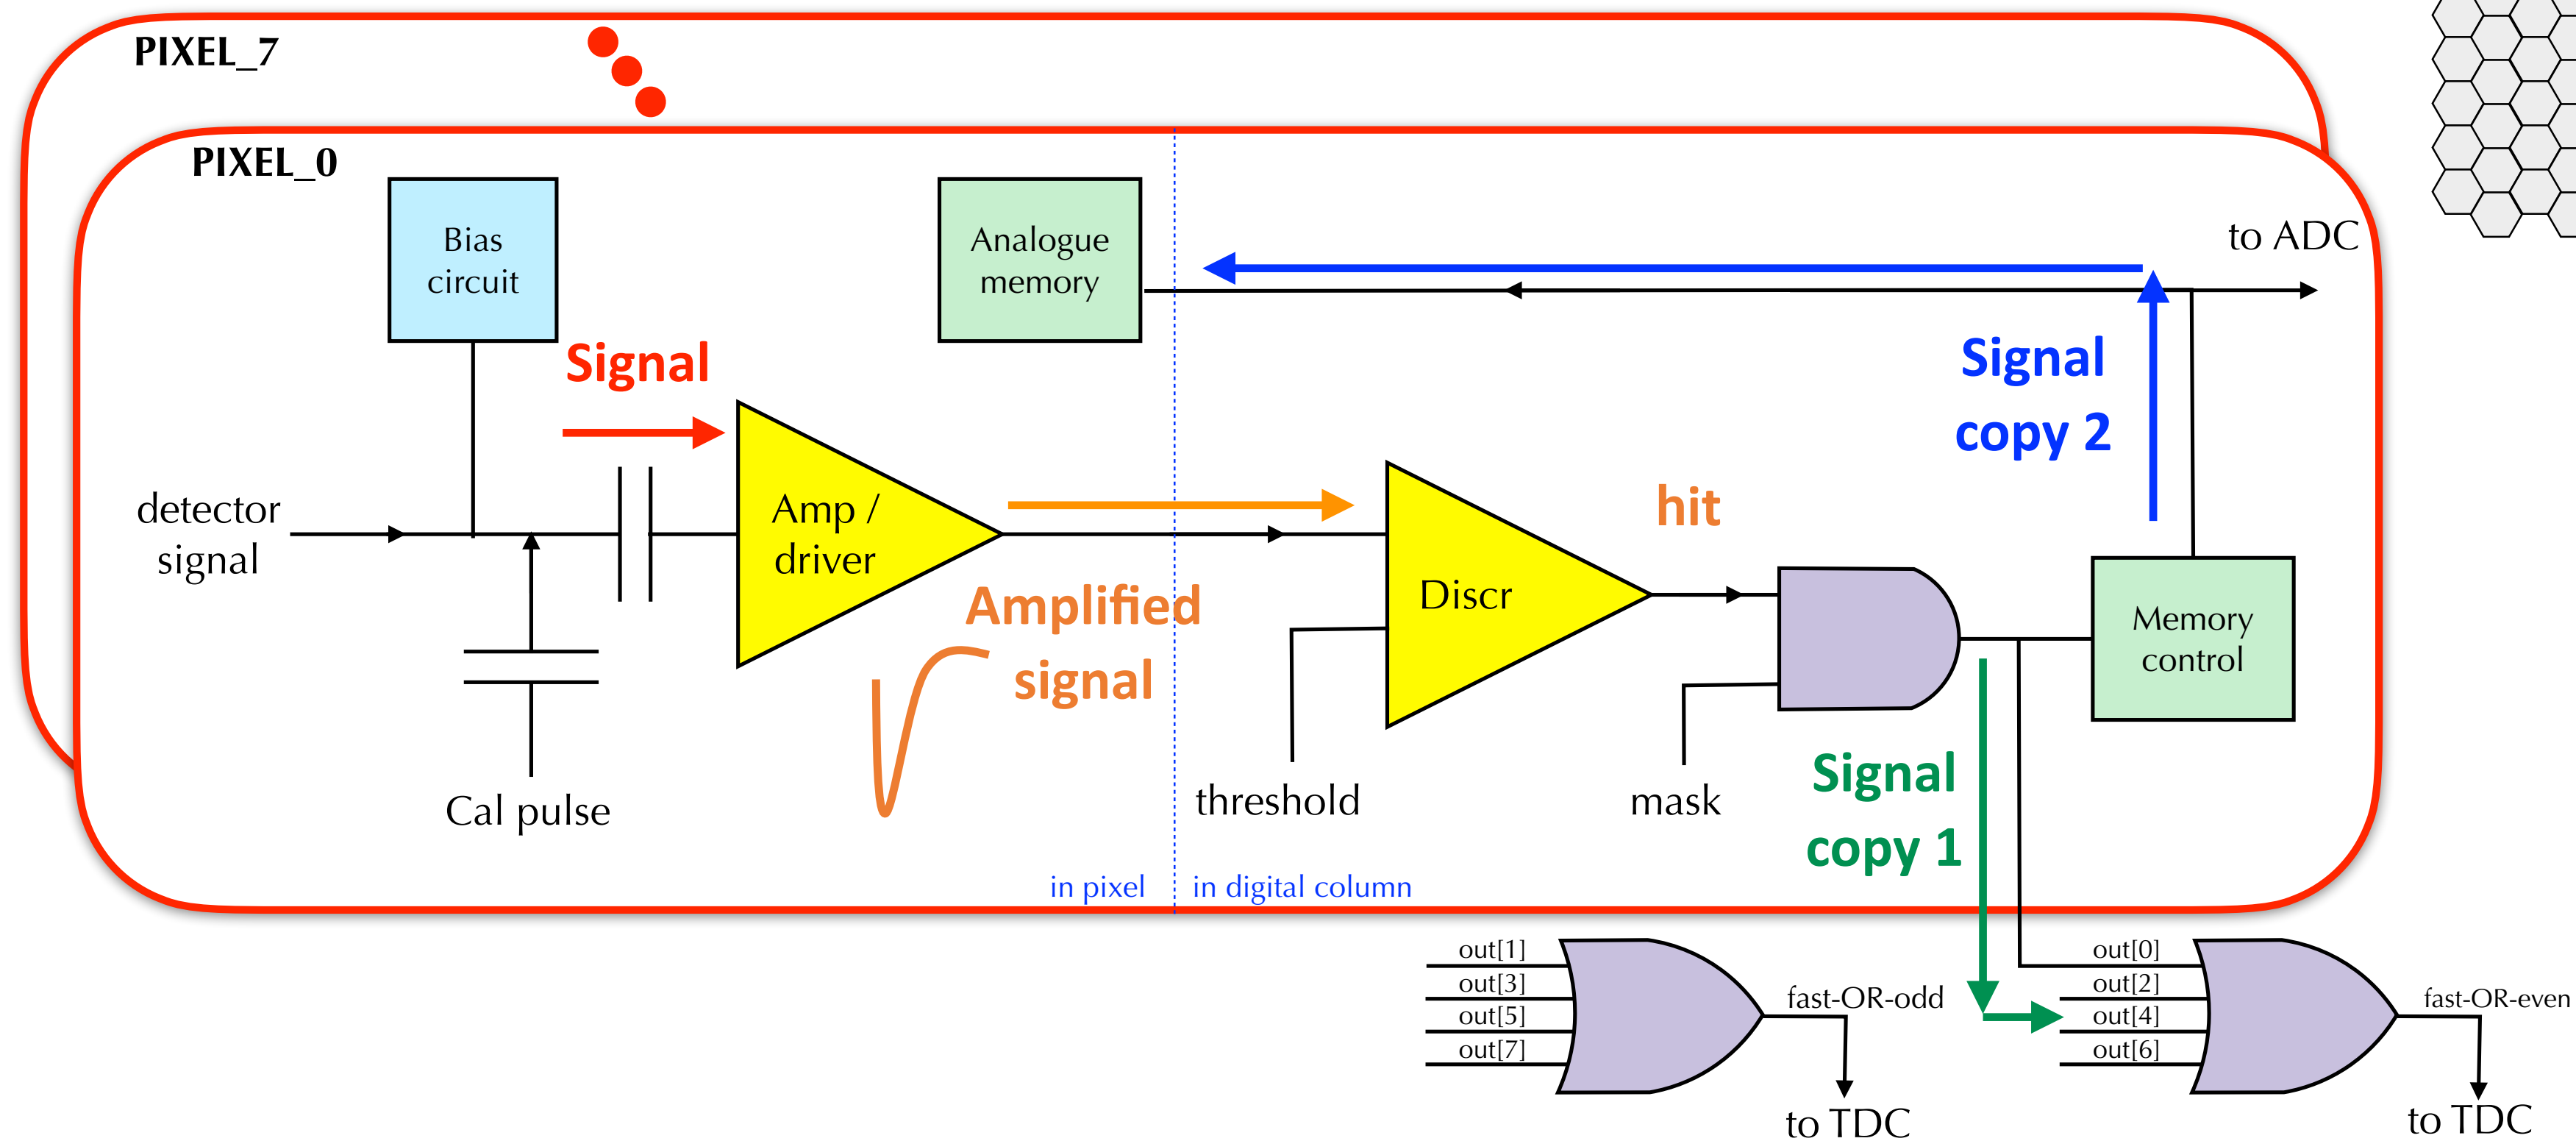 PIXEL_7
PIXEL_0
Bias
circuit
Analogue
memory
to ADC
Signal
Signal
copy 2
detector
signal
Amp /
driver
hit
Amplified
signal
Discr
Memory
control
Cal pulse
threshold
mask
Signal
copy 1
in pixel
in digital column
out[1]
out[3]
out[5]
out[7]
fast-OR-odd
to TDC
out[0]
out[2]
out[4]
out[6]
fast-OR-even
to TDC